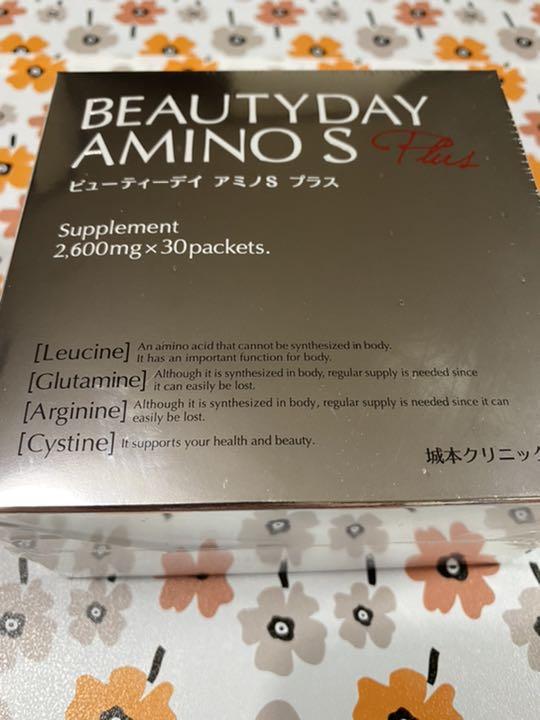 BEAUTYDAY
AMINO S Plus
ビューティーデイ アミノS プラス
Supplement
2,600mg×30packets.
[Leucine] An amino acid that cannot be synthesized in body.
It has an important function for body.
[Glutamine] Although it is synthesized in body, regular supply is needed since
it can easily be lost.
[Arginine] Although it is synthesized in body, regular supply is needed since it can
easily be lost.
[Cystine] It supports your health and beauty.
城本クリニック